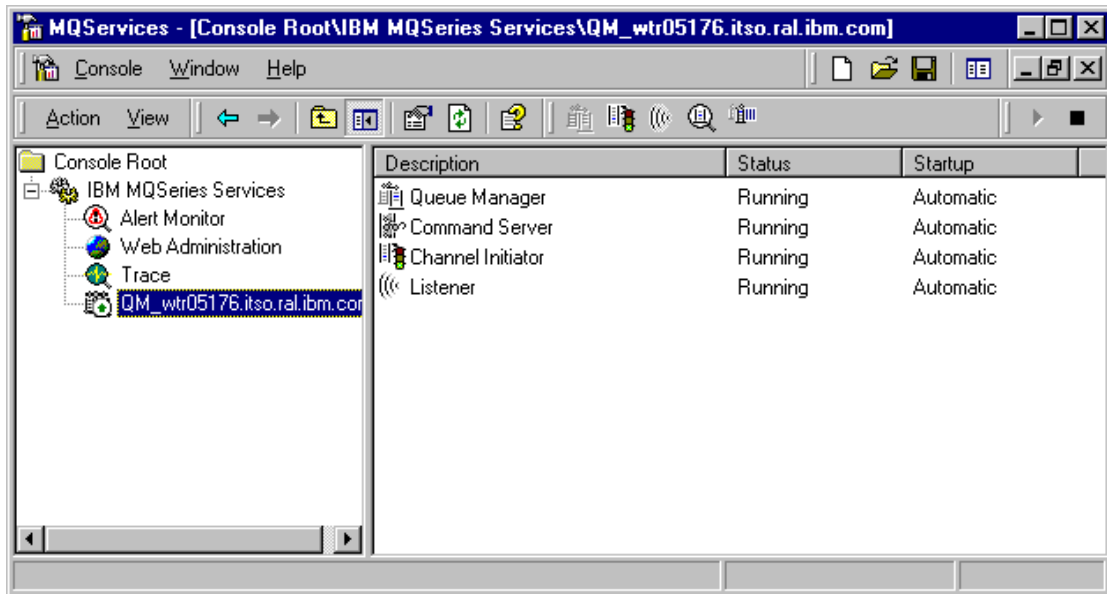 MQServices - [Console Root\IBM MQSeries Services\QM_wtr05176.itso.ral.ibm.com]
Console Window Help
Action View
Console Root
IBM MQSeries Services
Alert Monitor
Web Administration
Trace
QM_wtr05176.itso.ral.ibm.cor
Description Status Startup
Queue Manager Running Automatic
Command Server Running Automatic
Channel Initiator Running Automatic
Listener Running Automatic